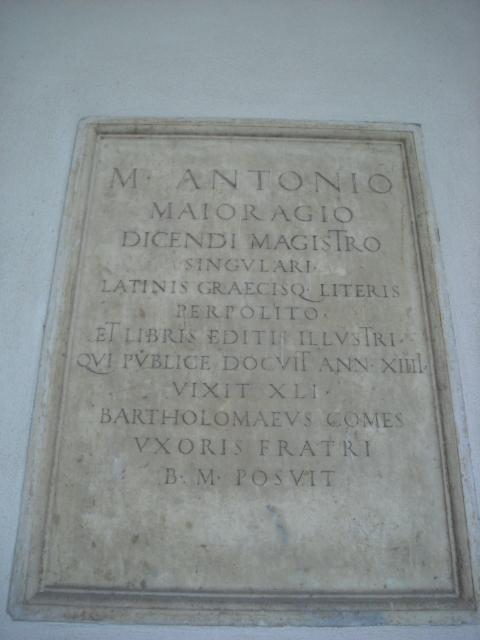 M· ANTONIO
MAIORAGIO
DICENDI MAGISTRO
SINGVLARI·
LATINIS GRAECISQ· LITERIS
PERPOLITO·
ET LIBRIS EDITIS ILLVSTRI·
QVI PVBLICE DOCVIT ANN· XIIII·
VIXIT XLI·
BARTHOLOMAEVS COMES
VXORIS FRATRI
B· M· POSVIT